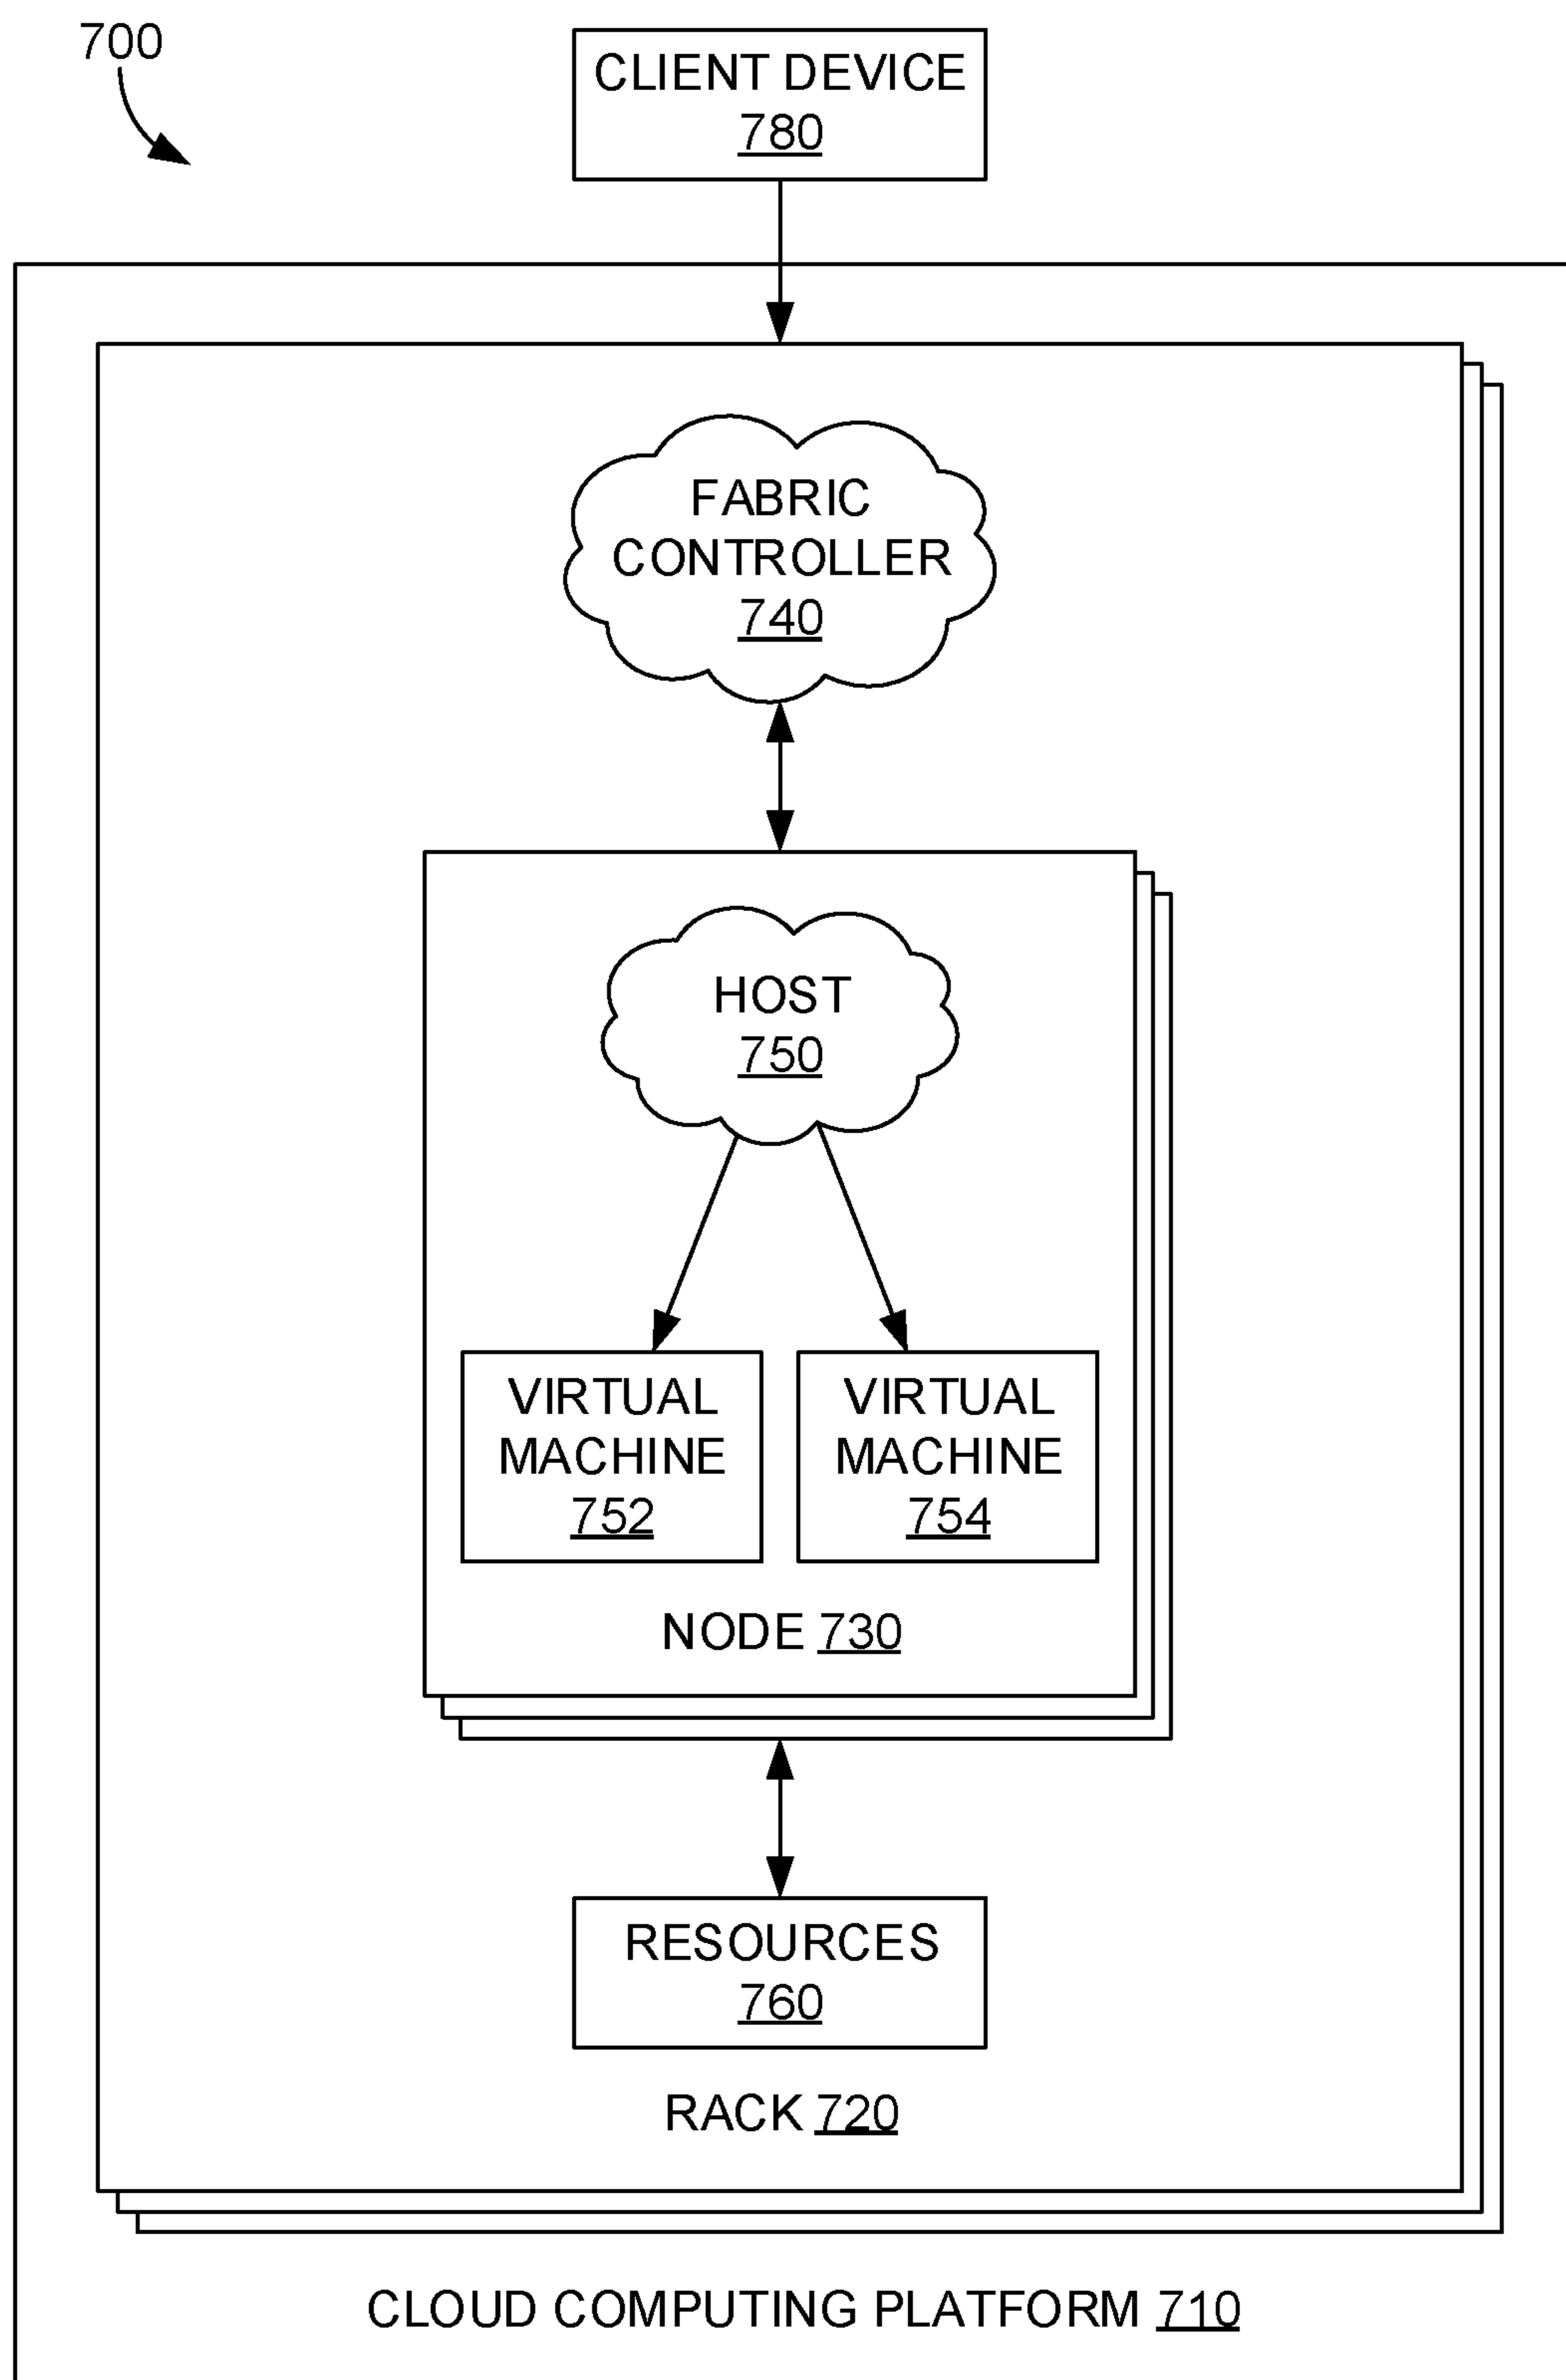 700
CLIENT DEVICE
780
FABRIC
CONTROLLER
740
HOST
750
VIRTUAL
MACHINE
752
VIRTUAL
MACHINE
754
NODE 730
RESOURCES
760
RACK 720
CLOUD COMPUTING PLATFORM 710